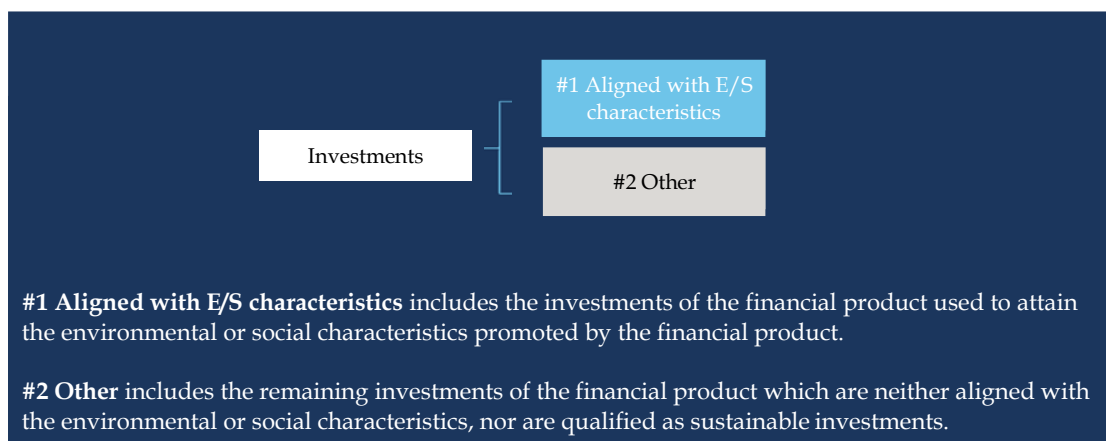 #1 Aligned with E/S
characteristics
Investments
#2 Other
#1 Aligned with E/S characteristics includes the investments of the financial product used to attain
the environmental or social characteristics promoted by the financial product.
#2 Other includes the remaining investments of the financial product which are neither aligned with
the environmental or social characteristics, nor are qualified as sustainable investments.